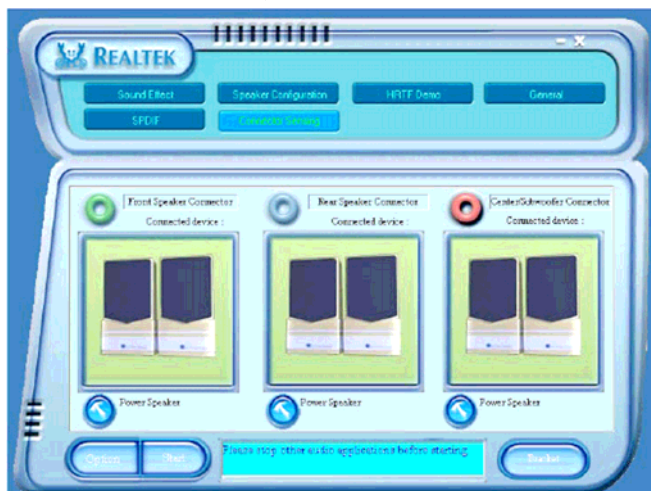 REALTEK
Sound Effect
Speaker Configuration
HRTF Demo
General
SPDIF
Connector Sensing
Front Speaker Connector
Rear Speaker Connector
Center/Subwoofer Connector
Connected device :
Connected device :
Connected device :
Power Speaker
Power Speaker
Power Speaker
Option
Start
Please stop other audio applications before starting
Bracket